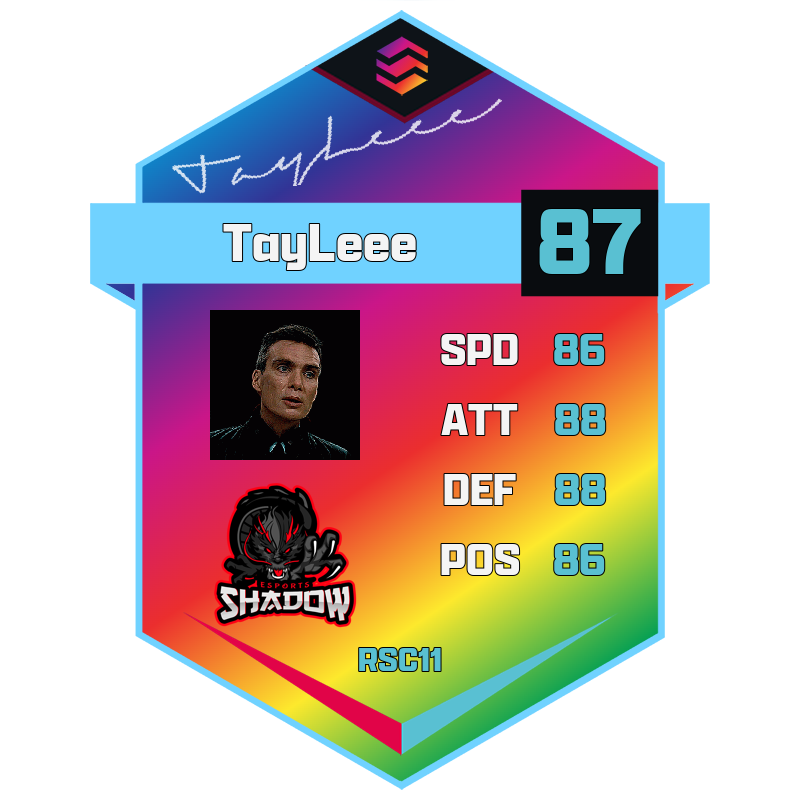 TayLeee
TayLeee 87
SPD 86
ATT 88
DEF 88
POS 86
ESPORTS
SHADOW
RSC11